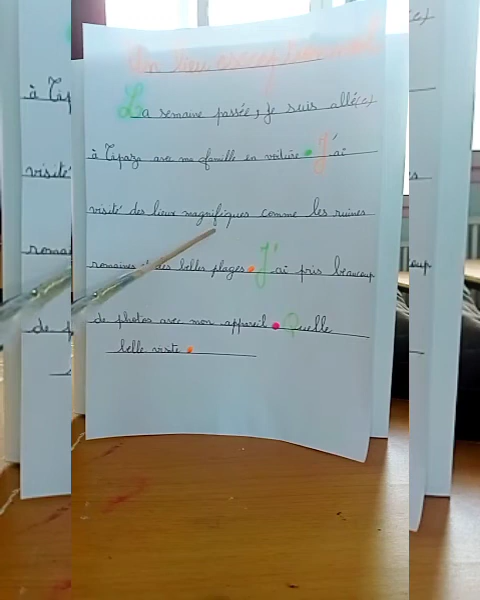 Un lieu exceptionnel
La semaine passée, je suis allé(e)
à Tipaza avec ma famille en voiture. J'ai
visité des lieux magnifiques comme les ruines
romaines et des belles plages. J'ai pris beaucoup
de photos avec mon appareil. Quelle
belle visite.